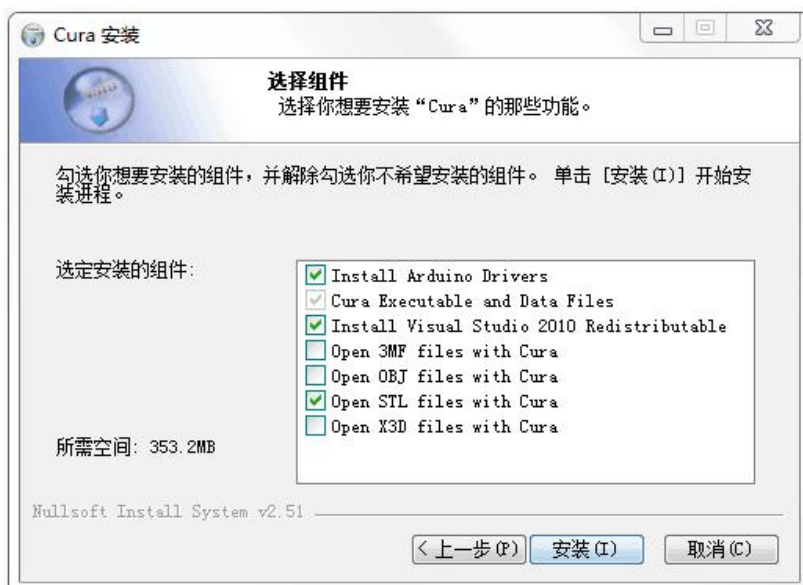 Cura 安装
选择组件
选择你想要安装“Cura”的那些功能。
勾选你想要安装的组件，并解除勾选你不希望安装的组件。 单击 [安装(I)] 开始安
装进程。
选定安装的组件:
Install Arduino Drivers
Cura Executable and Data Files
Install Visual Studio 2010 Redistributable
Open 3MF files with Cura
Open OBJ files with Cura
Open STL files with Cura
Open X3D files with Cura
所需空间: 353.2MB
Nullsoft Install System v2.51
< 上一步(P)
安装(I)
取消(C)